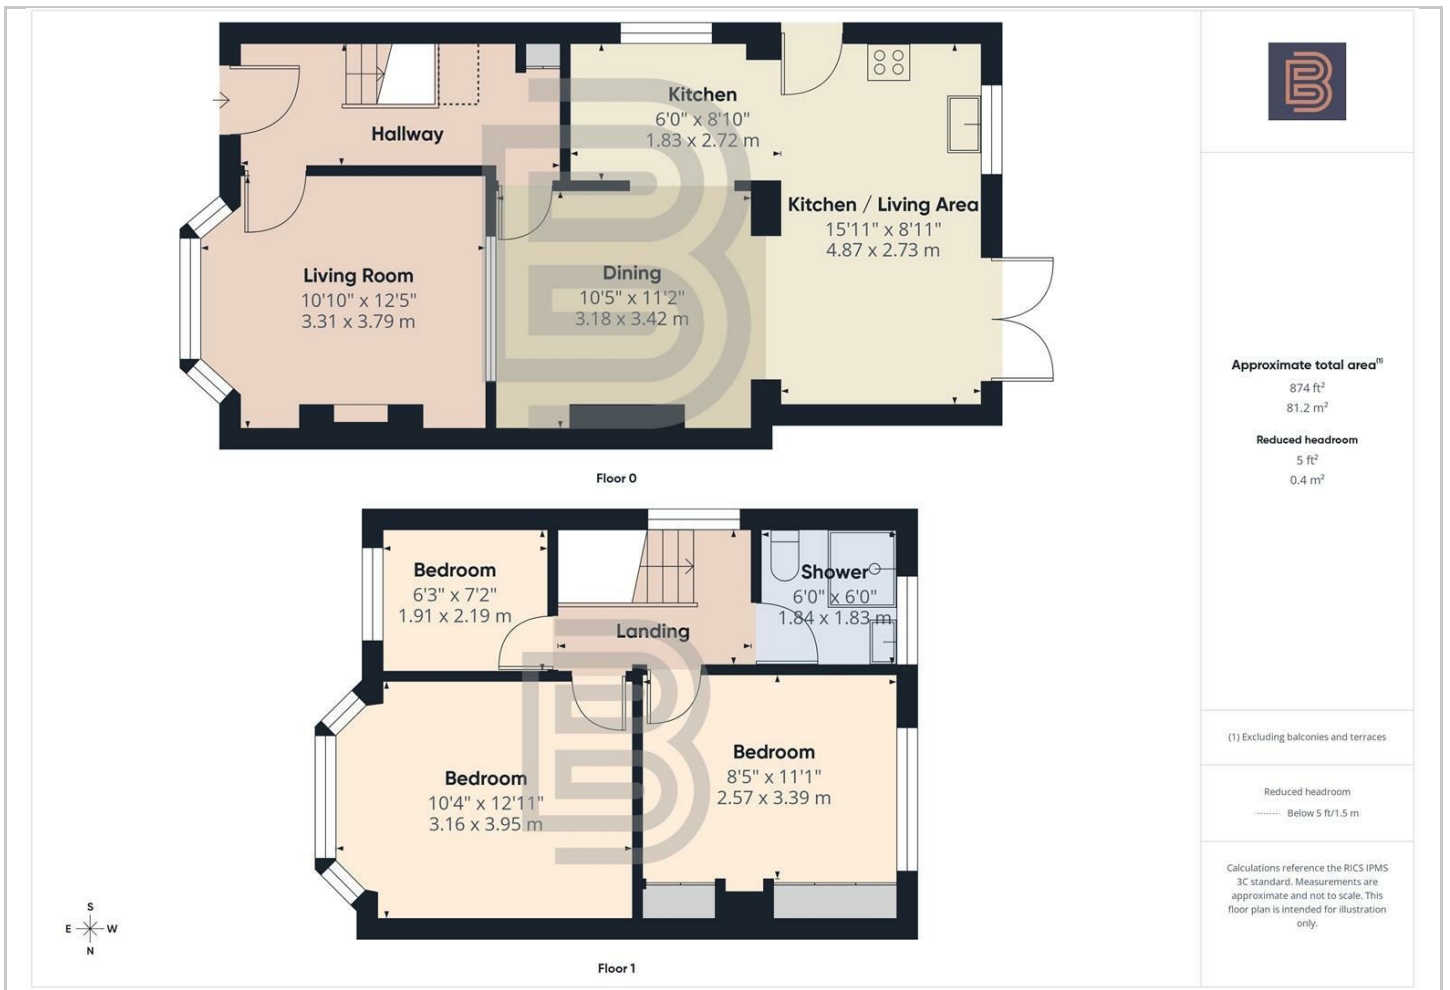 Hallway
Kitchen
6'0" x 8'10"
1.83 x 2.72 m
Kitchen / Living Area
15'11" x 8'11"
4.87 x 2.73 m
Living Room
10'10" x 12'5"
3.31 x 3.79 m
Dining
10'5" x 11'2"
3.18 x 3.42 m
Floor 0
Bedroom
6'3" x 7'2"
1.91 x 2.19 m
Landing
Shower
6'0" x 6'0"
1.84 x 1.83 m
Bedroom
10'4" x 12'11"
3.16 x 3.95 m
Bedroom
8'5" x 11'1"
2.57 x 3.39 m
Floor 1
S
E W
N
B
Approximate total area(1)
874 ft²
81.2 m²
Reduced headroom
5 ft²
0.4 m²
(1) Excluding balconies and terraces
Reduced headroom
Below 5 ft/1.5 m
Calculations reference the RICS IPMS
3C standard. Measurements are
approximate and not to scale. This
floor plan is intended for illustration
only.